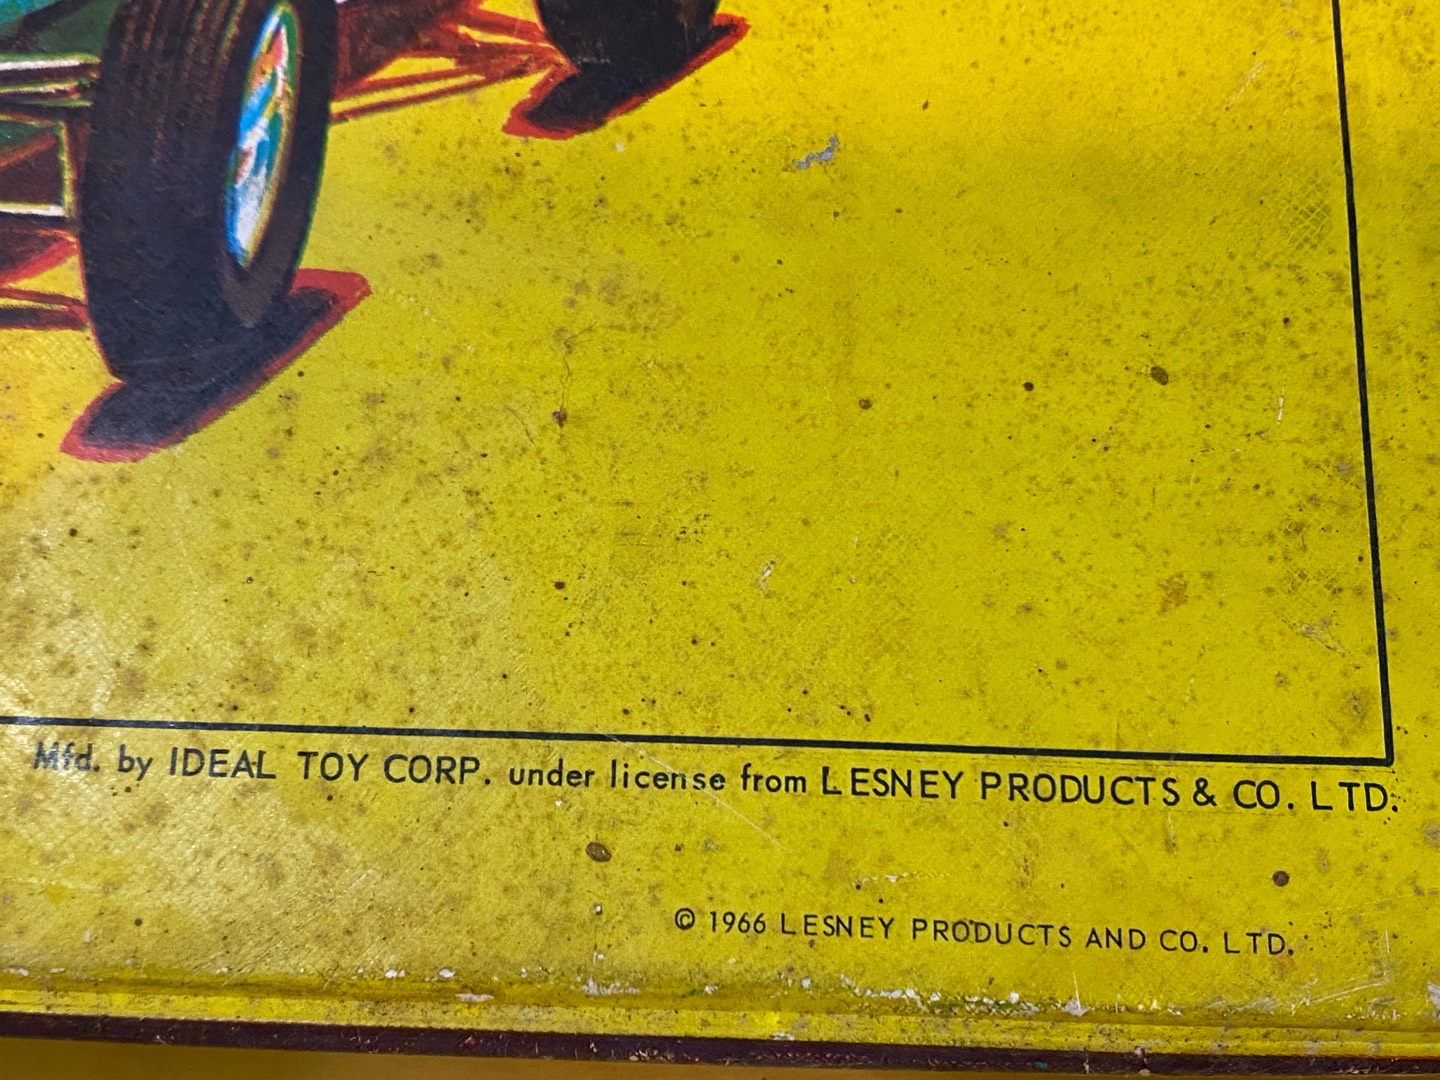 Mfd. by IDEAL TOY CORP. under license from LESNEY PRODUCTS & CO. LTD.
© 1966 LESNEY PRODUCTS AND CO. LTD.